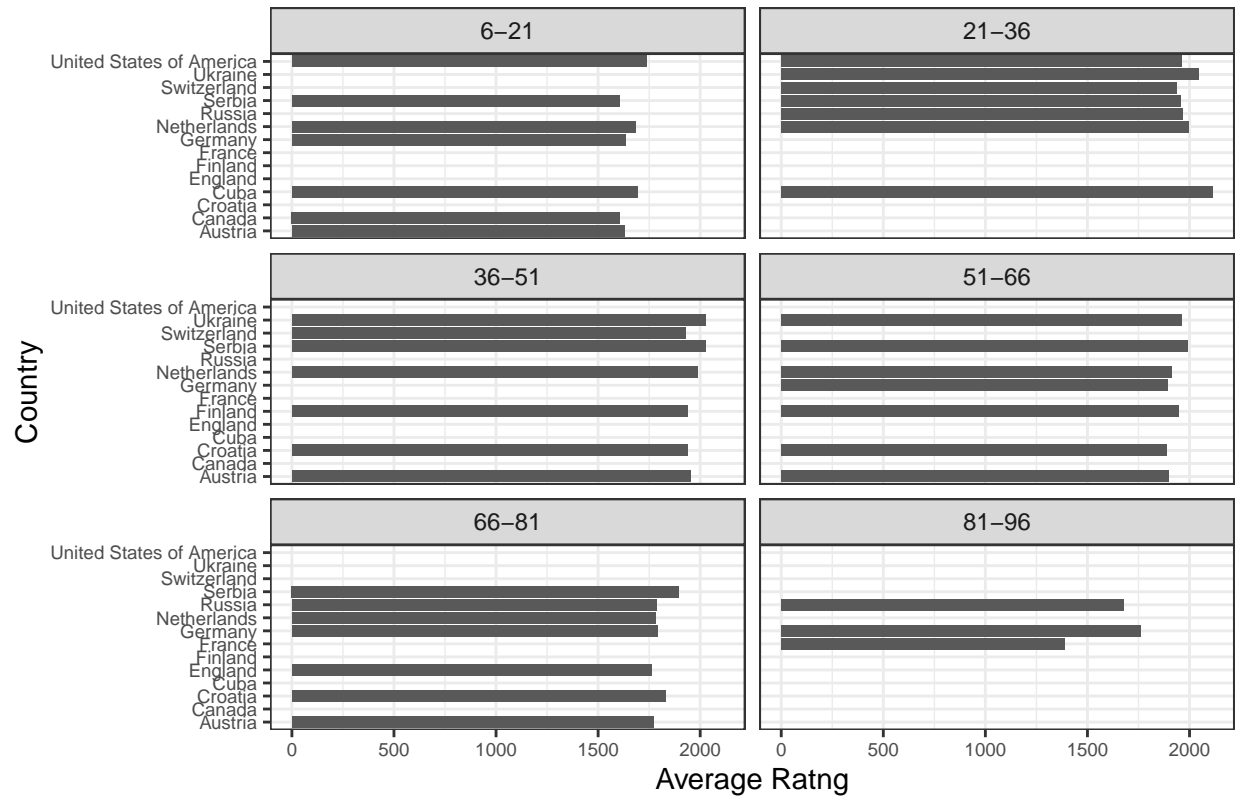 6−21
21−36
United States of America
Ukraine
Switzerland
Serbia
Russia
Netherlands
Germany
France
Finland
England
Cuba
Croatia
Canada
Austria
36−51
51−66
United States of America
Ukraine
Switzerland
Serbia
Russia
Netherlands
Germany
France
Finland
England
Cuba
Croatia
Canada
Austria
66−81
81−96
United States of America
Ukraine
Switzerland
Serbia
Russia
Netherlands
Germany
France
Finland
England
Cuba
Croatia
Canada
Austria
0 500 1000 1500 2000
0 500 1000 1500 2000
Average Ratng
Country